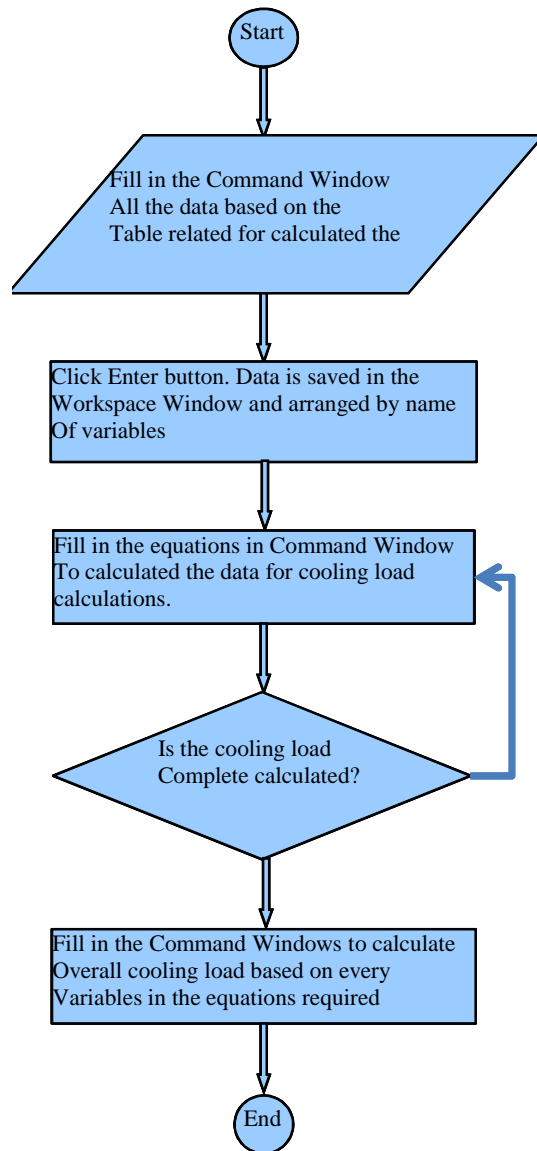 Start
Fill in the Command Window
All the data based on the
Table related for calculated the
Click Enter button. Data is saved in the
Workspace Window and arranged by name
Of variables
Fill in the equations in Command Window
To calculated the data for cooling load
calculations.
Is the cooling load
Complete calculated?
Fill in the Command Windows to calculate
Overall cooling load based on every
Variables in the equations required
End